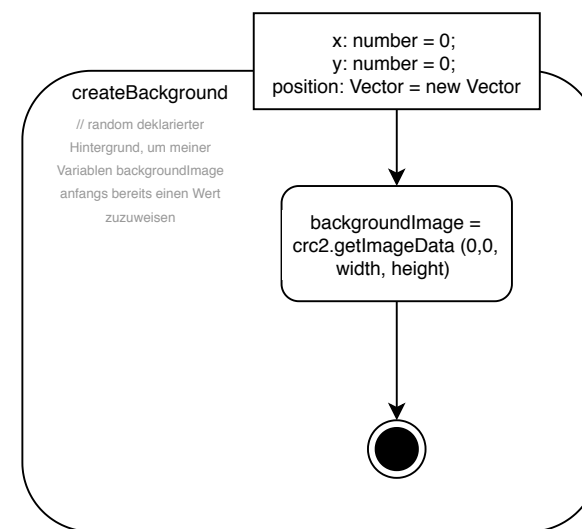 x: number = 0;
y: number = 0;
position: Vector = new Vector
createBackground
// random deklarierter
Hintergrund, um meiner
Variablen backgroundImage
anfangs bereits einen Wert
zuzuweisen
backgroundImage =
crc2.getImageData (0,0,
width, height)